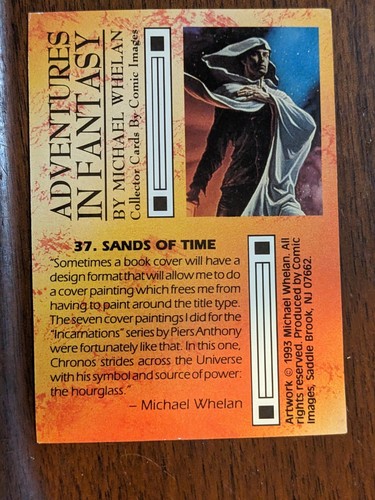 ADVENTURES
IN FANTASY
BY MICHAEL WHELAN
Collector Cards By Comic Images
37. SANDS OF TIME
"Sometimes a book cover will have a
design format that will allow me to do
a cover painting which frees me from
having to paint around the title type.
The seven cover paintings I did for the
"Incarnations" series by Piers Anthony
were fortunately like that. In this one,
Chronos strides across the Universe
with his symbol and source of power:
the hourglass."
– Michael Whelan
Artwork © 1993 Michael Whelan. All
rights reserved. Produced by Comic
Images, Saddle Brook, NJ 07662.